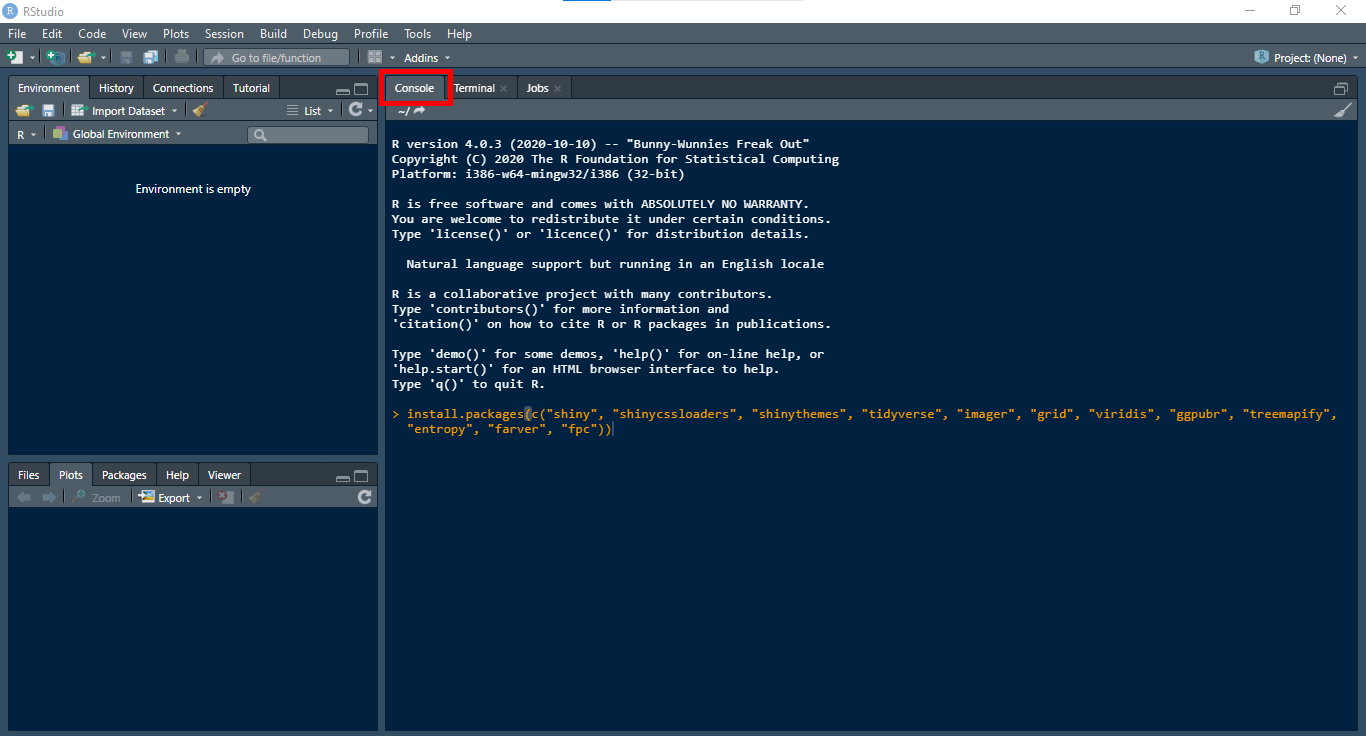 RStudio
File Edit Code View Plots Session Build Debug Profile Tools Help
Go to file/function Addins Project: (None)
Environment History Connections Tutorial
Import Dataset List
R Global Environment
Environment is empty
Files Plots Packages Help Viewer
Zoom Export
Console Terminal Jobs
~/
R version 4.0.3 (2020-10-10) -- "Bunny-Wunnies Freak Out"
Copyright (C) 2020 The R Foundation for Statistical Computing
Platform: i386-w64-mingw32/i386 (32-bit)
R is free software and comes with ABSOLUTELY NO WARRANTY.
You are welcome to redistribute it under certain conditions.
Type 'license()' or 'licence()' for distribution details.
Natural language support but running in an English locale
R is a collaborative project with many contributors.
Type 'contributors()' for more information and
'citation()' on how to cite R or R packages in publications.
Type 'demo()' for some demos, 'help()' for on-line help, or
'help.start()' for an HTML browser interface to help.
Type 'q()' to quit R.
> install.packages(c("shiny", "shinycssloaders", "shinythemes", "tidyverse", "imager", "grid", "viridis", "ggpubr", "treemapify",
"entropy", "farver", "fpc"))